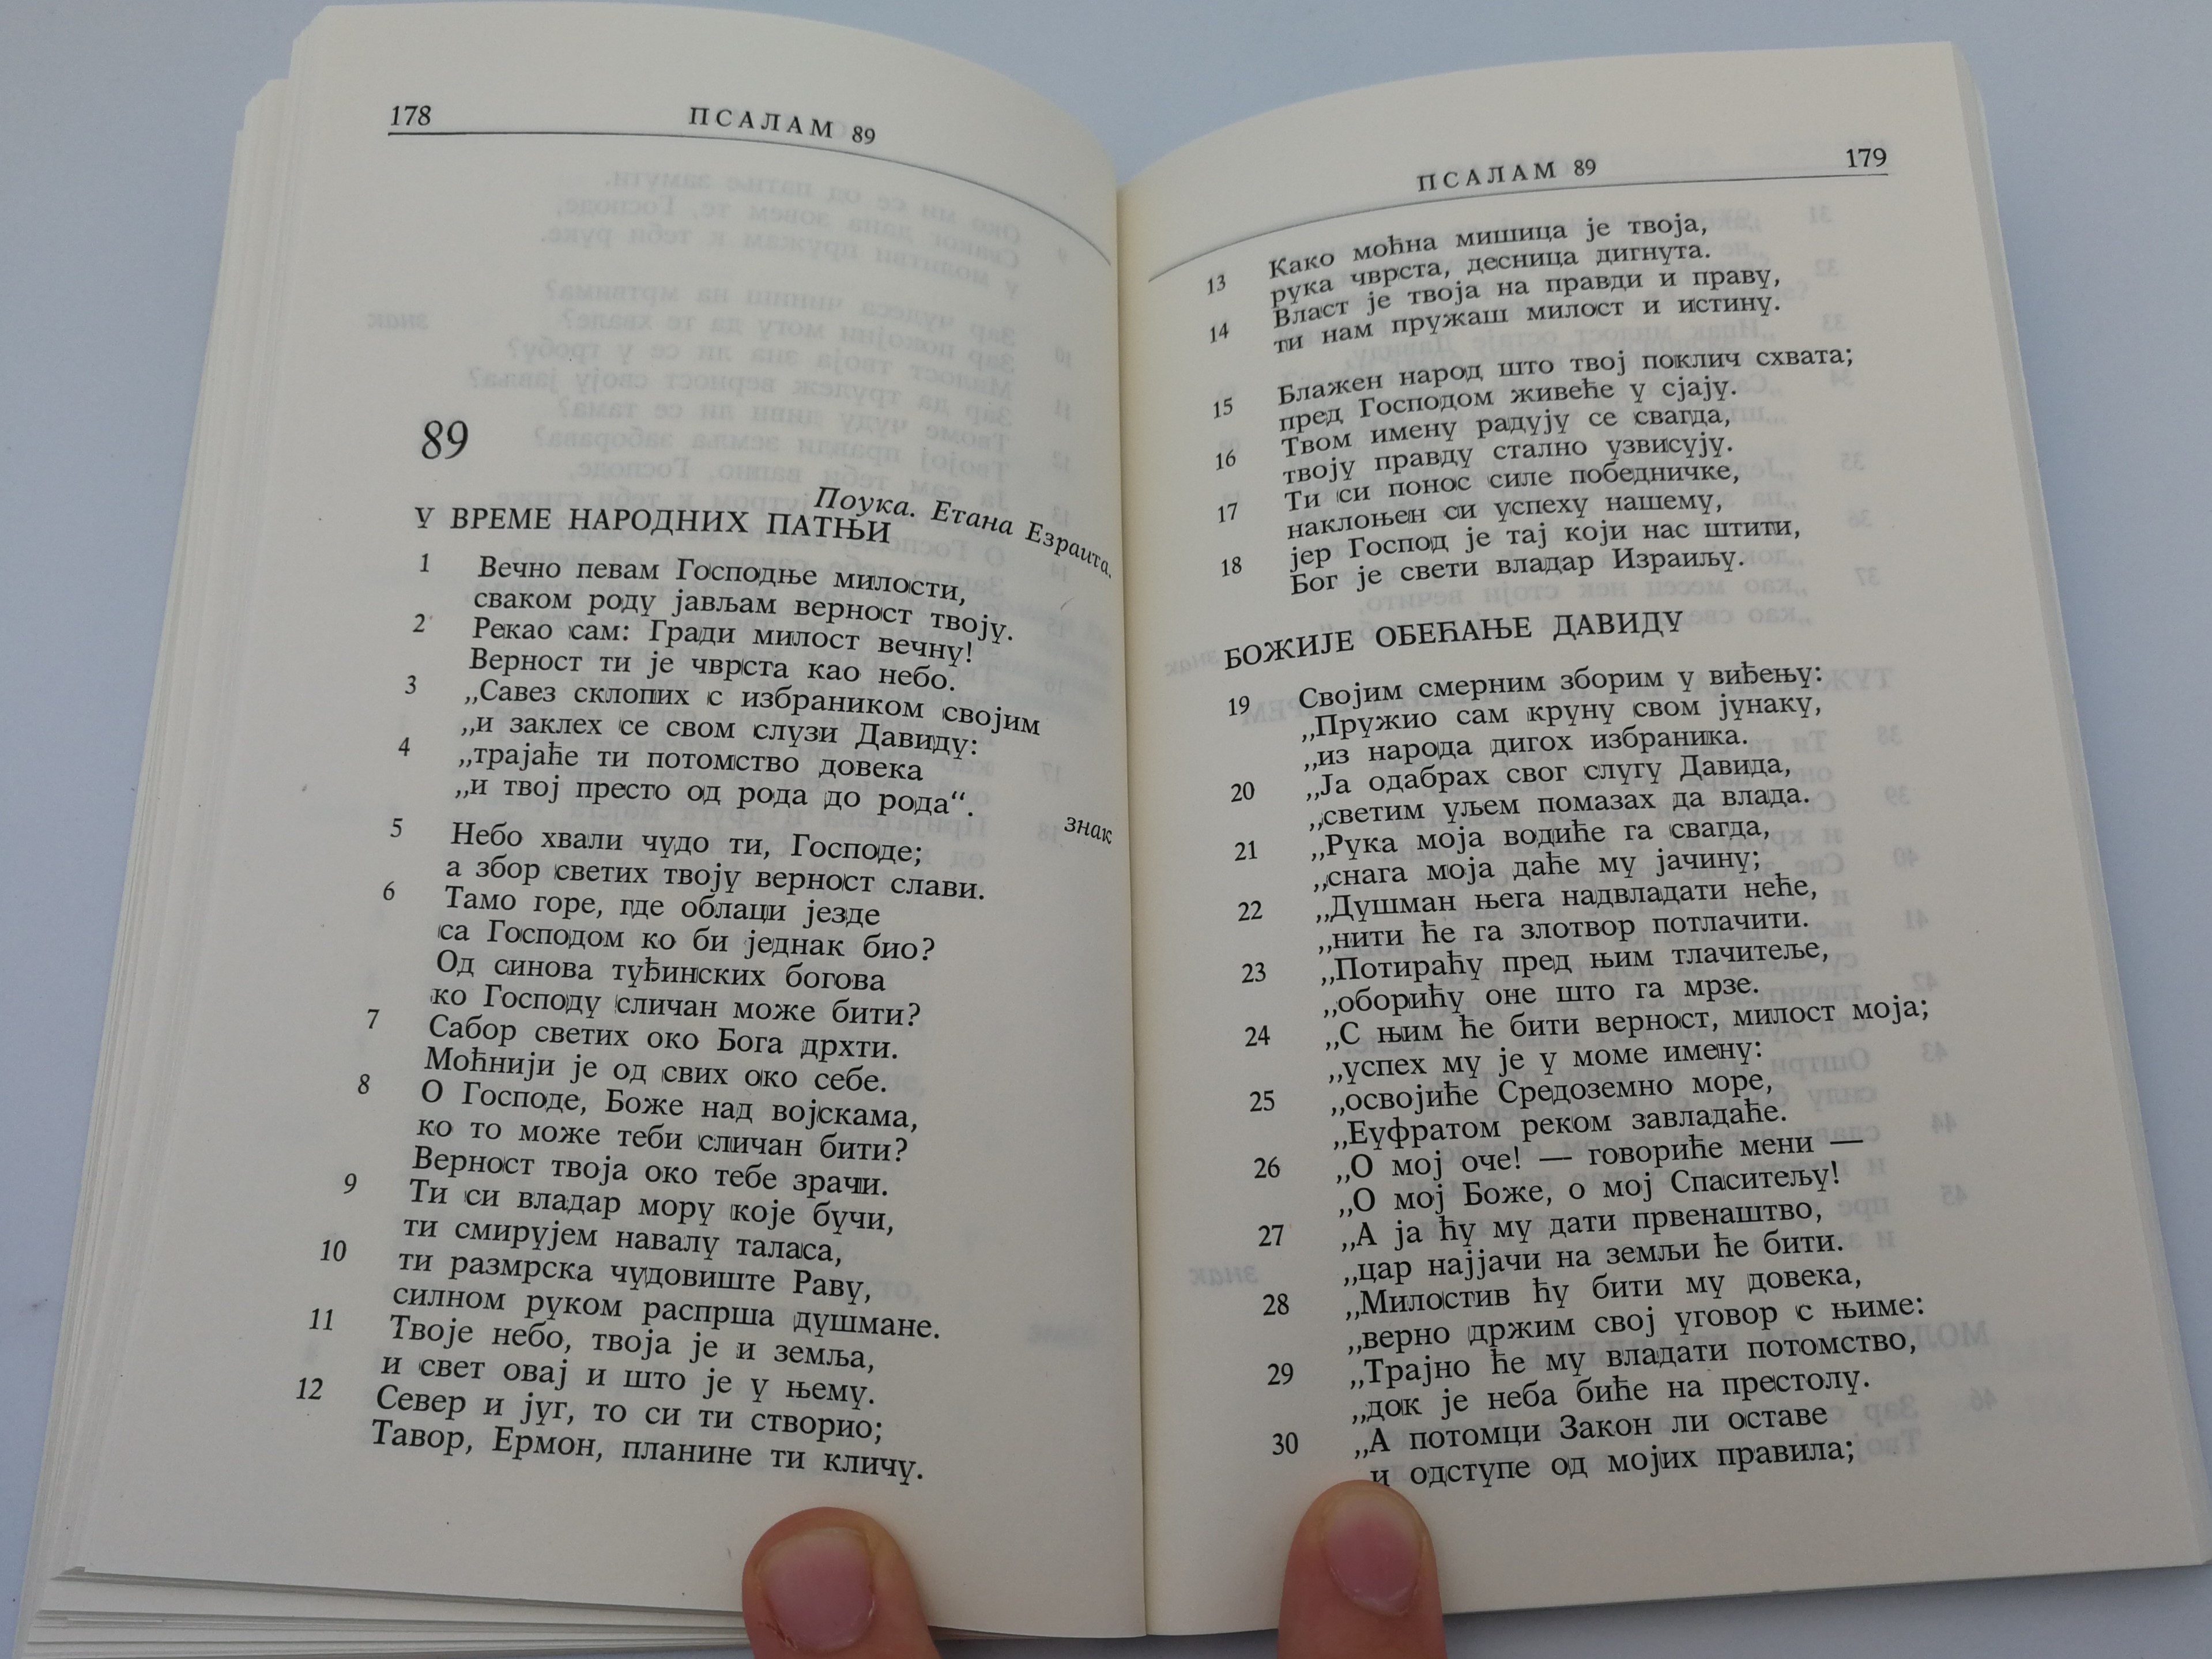 178
ПСАЛАМ 89
89
Поука. Етана Езраита.
У ВРЕМЕ НАРОДНИХ ПАТЊИ
1 Вечно певам Господње милости,
сваком роду јављам верност твоју.
2 Рекао сам: Гради милост вечну!
Верност ти је чврста као небо.
3 „Савез склопих с избраником својим
„и заклех се свом слузи Давиду:
4 „трајаће ти потомство довека
„и твој престо од рода до рода“.
знак
5 Небо хвали чудо ти, Господе;
а збор светих твоју верност слави.
6 Тамо горе, где облаци језде
са Господом ко би једнак био?
Од синова туђинских богова
ко Господу сличан може бити?
7 Сабор светих око Бога дрхти.
Моћнији је од свих око себе.
8 О Господе, Боже над војскама,
ко то може теби сличан бити?
Верност твоја око тебе зрачи.
9 Ти си владар мору које бучи,
ти смирујем навалу таласа,
10 ти размрска чудовиште Раву,
силном руком распрша душмане.
11 Твоје небо, твоја је и земља,
и свет овај и што је у њему.
12 Север и југ, то си ти створио;
Тавор, Ермон, планине ти кличу.
ПСАЛАМ 89
179
13 Како моћна мишица је твоја,
рука чврста, десница дигнута.
14 Власт је твоја на правди и праву,
ти нам пружаш милост и истину.
15 Блажен народ што твој поклич схвата;
пред Господом живеће у сјају.
16 Твом имену радују се свагда,
твоју правду стално узвисују.
17 Ти си понос силе победничке,
наклоњен си успеху нашему,
18 јер Господ је тај који нас штити,
Бог је свети владар Израиљу.
БОЖИЈЕ ОБЕЋАЊЕ ДАВИДУ
19 Својим смерним зборим у виђењу:
„Пружио сам круну свом јунаку,
„из народа дигох избраника.
20 „Ја одабрах свог слугу Давида,
„светим уљем помазах да влада.
21 „Рука моја водиће га свагда,
„снага моја даће му јачину;
22 „Душман њега надвладати неће,
„нити ће га злотвор потлачити.
23 „Потираћу пред њим тлачитеље,
„оборићу оне што га мрзе.
24 „С њим ће бити верност, милост моја;
„успех му је у моме имену:
25 „освојиће Средоземно море,
„Еуфратом реком завладаће.
26 „О мој оче! — говориће мени —
„О мој Боже, о мој Спаситељу!
27 „А ја ћу му дати првенаштво,
„цар најјачи на земљи ће бити.
28 „Милостив ћу бити му довека,
„верно држим свој уговор с њиме:
29 „Трајно ће му владати потомство,
„док је неба биће на престолу.
30 „А потомци Закон ли оставе
„и одступе од мојих правила;